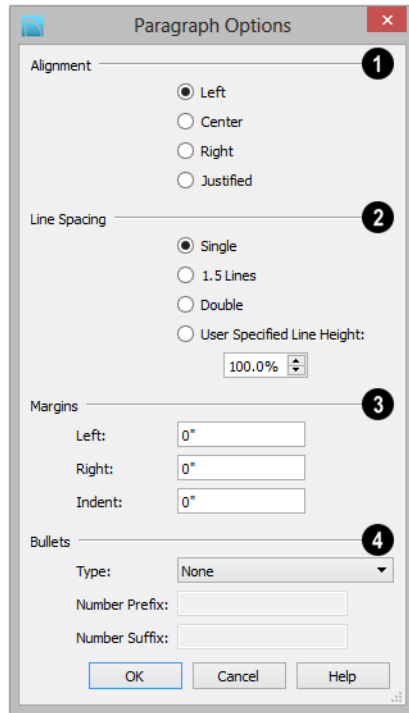 Paragraph Options
Alignment 1
Left
Center
Right
Justified
Line Spacing 2
Single
1.5 Lines
Double
User Specified Line Height:
100.0%
Margins 3
Left: 0"
Right: 0"
Indent: 0"
Bullets 4
Type: None
Number Prefix:
Number Suffix:
OK Cancel Help